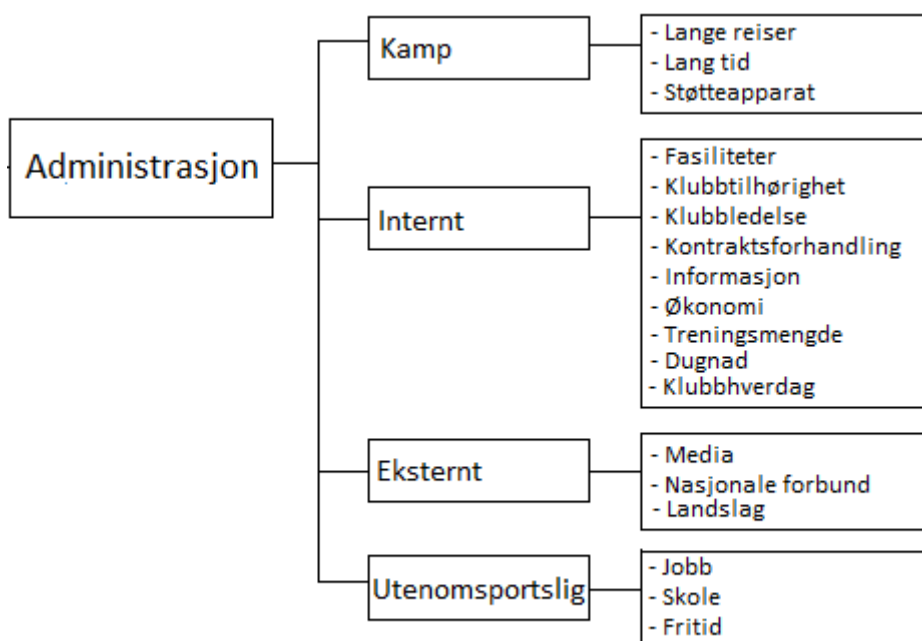 Administrasjon
Kamp
- Lange reiser
- Lang tid
- Støtteapparat
Internt
- Fasiliteter
- Klubbtilhørighet
- Klubbledelse
- Kontraktsforhandling
- Informasjon
- Økonomi
- Treningsmengde
- Dugnad
- Klubbhverdag
Eksternt
- Media
- Nasjonale forbund
- Landslag
Utenomsportslig
- Jobb
- Skole
- Fritid